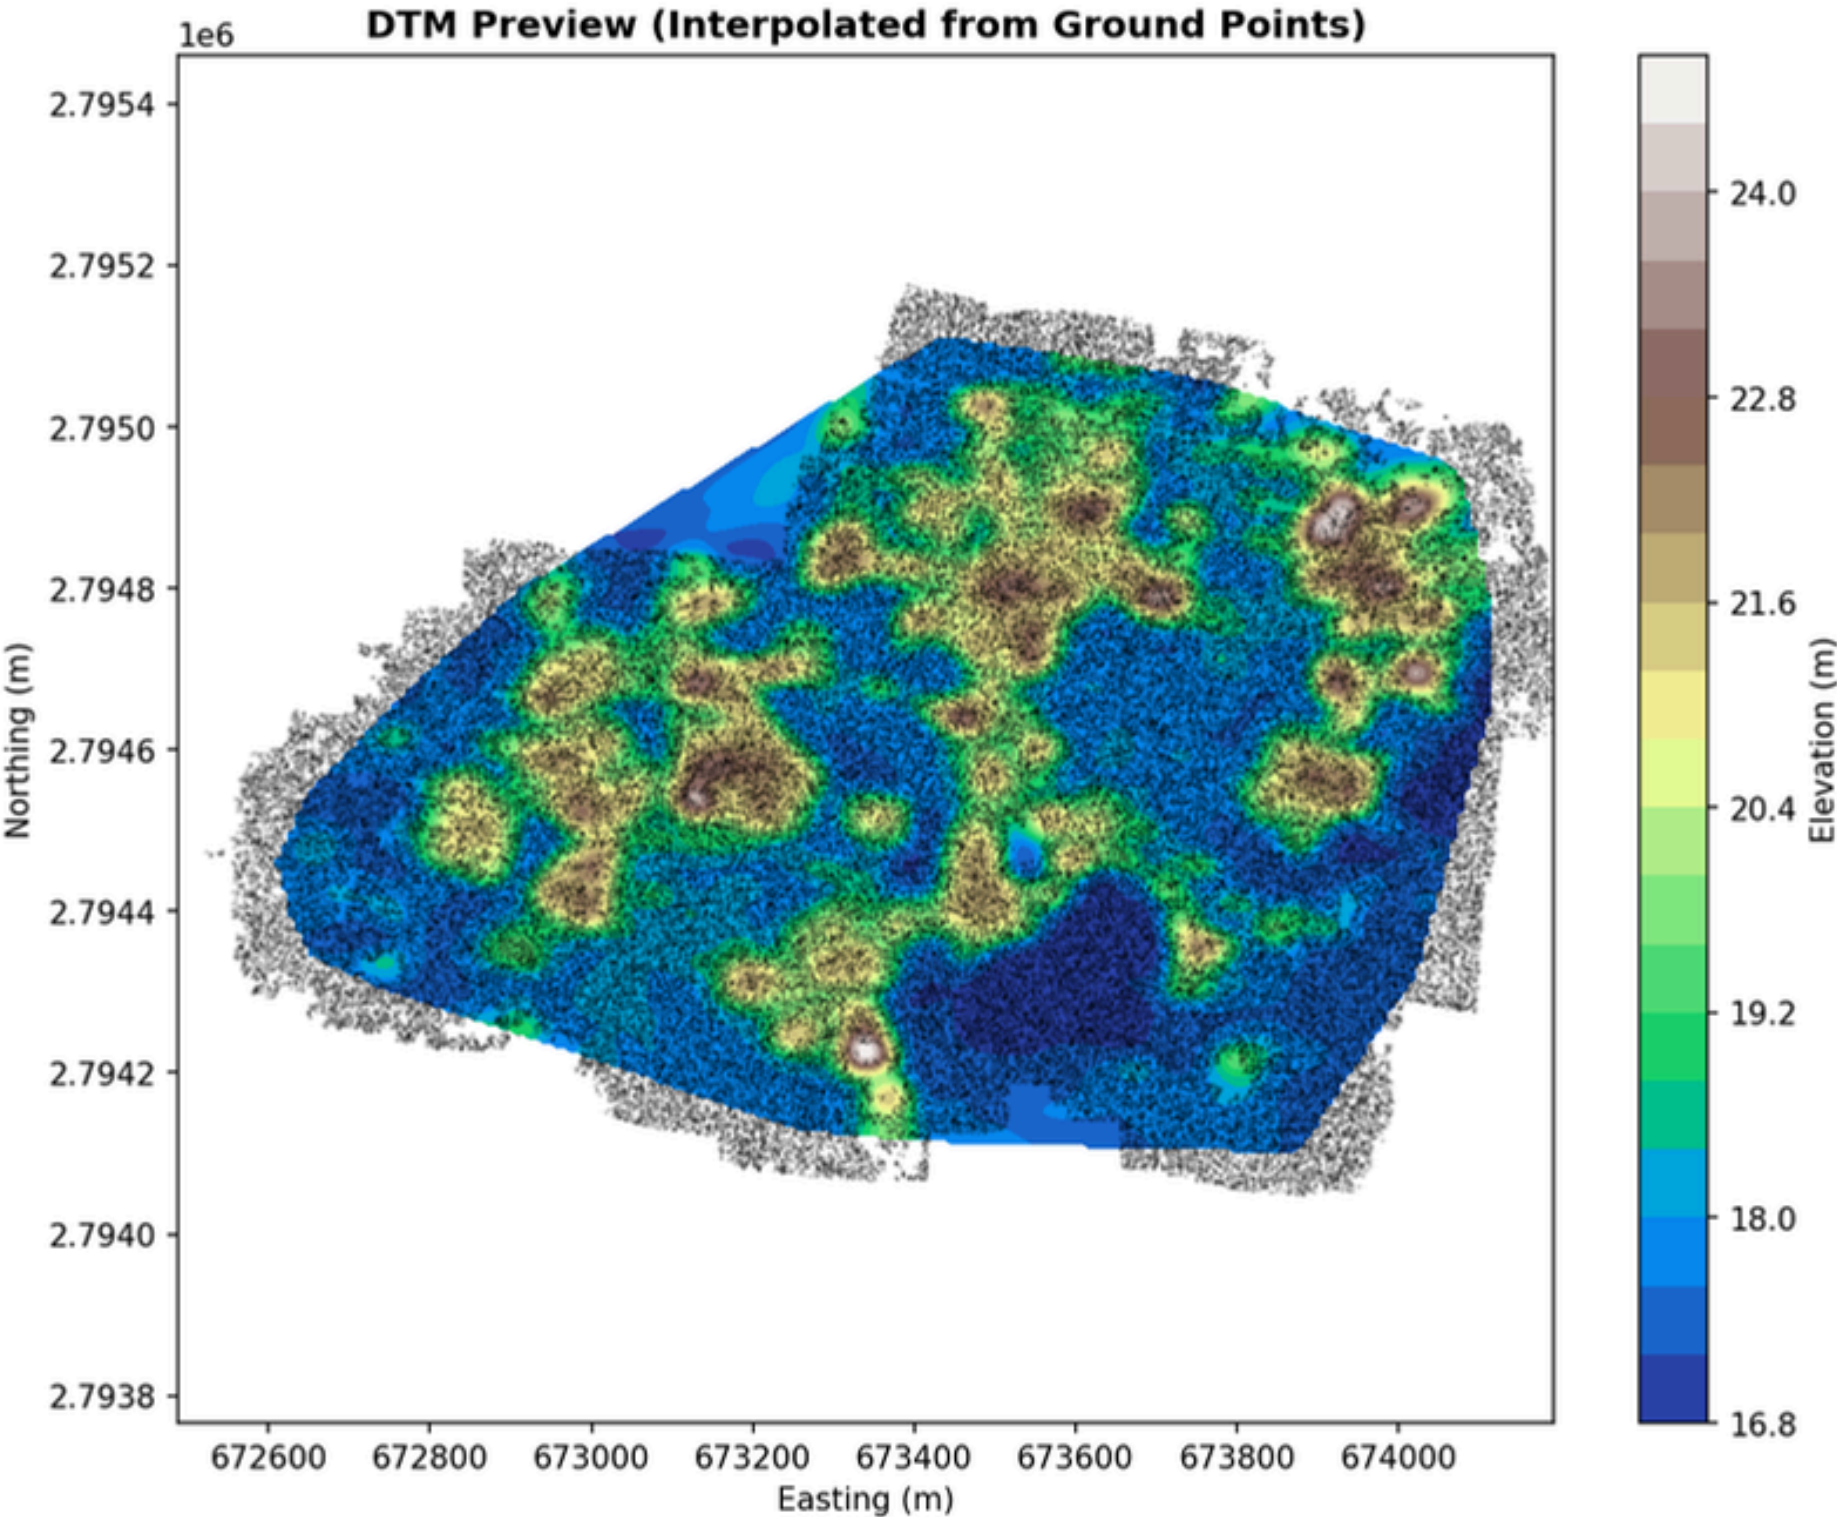 DTM Preview (Interpolated from Ground Points)
1e6
2.7954
2.7952
2.7950
2.7948
2.7946
2.7944
2.7942
2.7940
2.7938
Northing (m)
672600 672800 673000 673200 673400 673600 673800 674000
Easting (m)
24.0
22.8
21.6
20.4
19.2
18.0
16.8
Elevation (m)